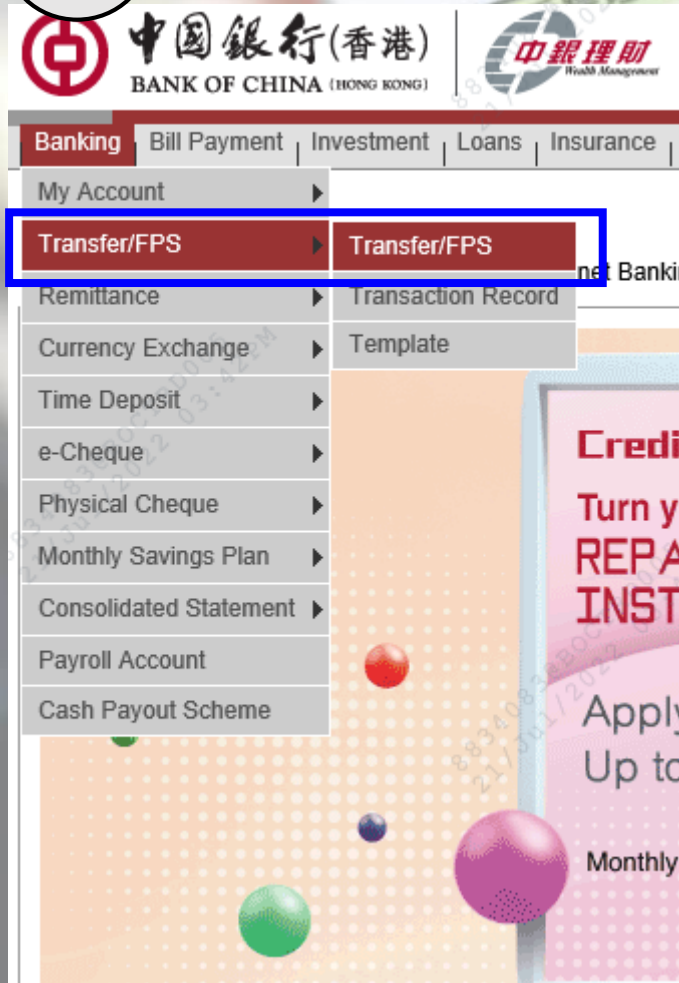 中国银行(香港)
BANK OF CHINA (HONG KONG)
中銀理財
Wealth Management
Banking
Bill Payment
Investment
Loans
Insurance
My Account
Transfer/FPS
Transfer/FPS
Remittance
Transaction Record
Currency Exchange
Template
Time Deposit
e-Cheque
Physical Cheque
Monthly Savings Plan
Consolidated Statement
Payroll Account
Cash Payout Scheme
net Banki
Credi
Turn y
REPA
INST
Apply
Up to
Monthly